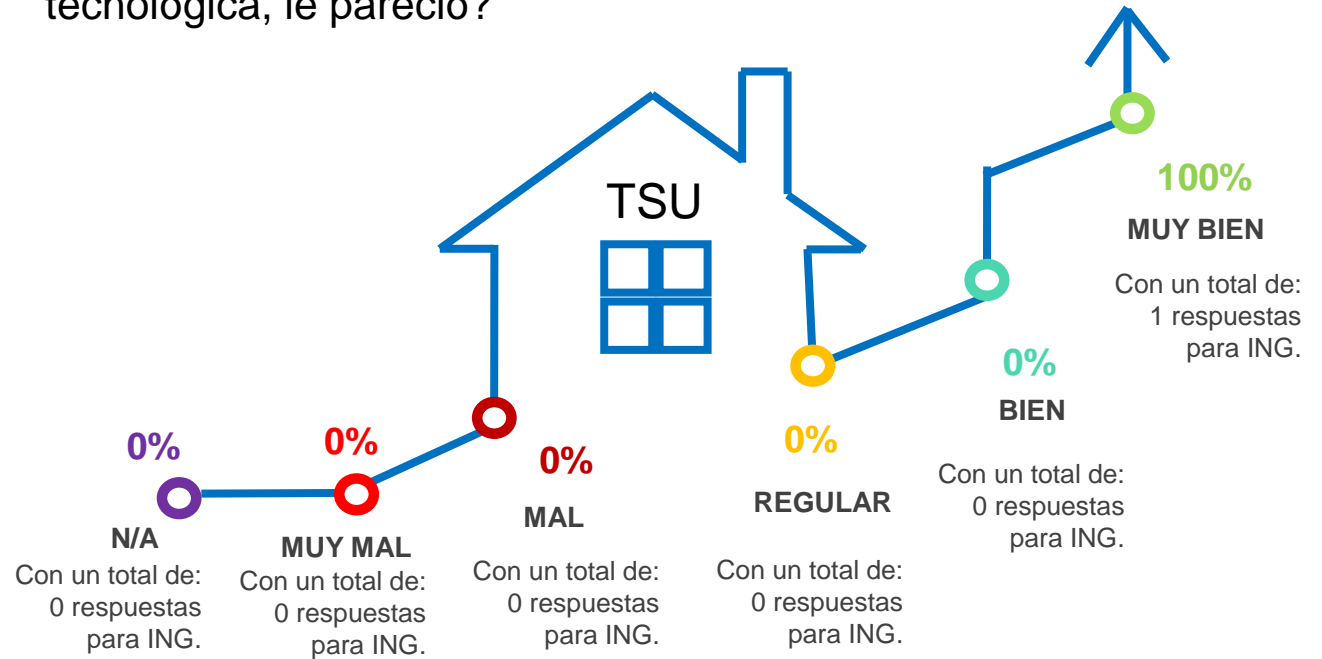 tecnológica, le pareció?
TSU
100%
MUY BIEN
Con un total de:
1 respuestas
para ING.
0%
BIEN
Con un total de:
0 respuestas
para ING.
0%
REGULAR
Con un total de:
0 respuestas
para ING.
0%
MAL
Con un total de:
0 respuestas
para ING.
0%
MUY MAL
Con un total de:
0 respuestas
para ING.
0%
N/A
Con un total de:
0 respuestas
para ING.